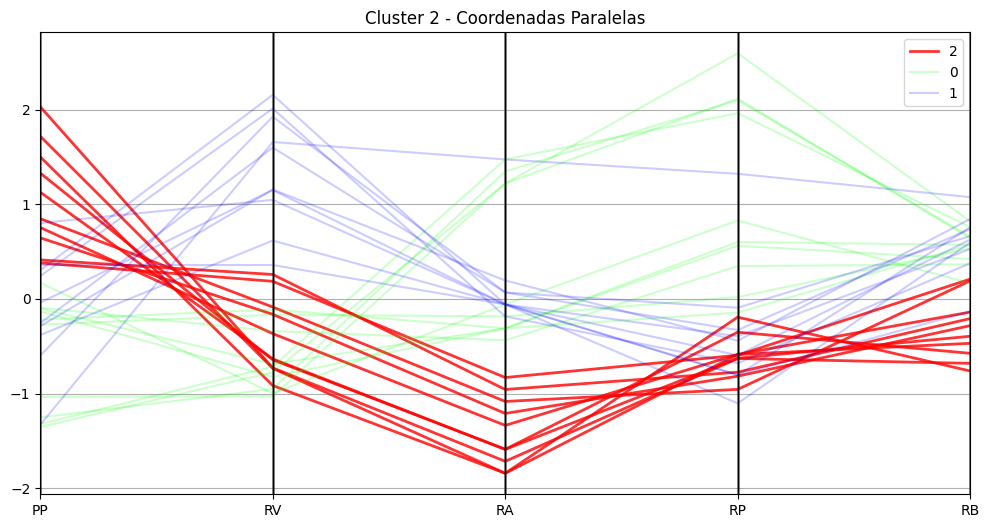 Cluster 2 - Coordenadas Paralelas
2
0
1
2
1
0
−1
−2
PP
RV
RA
RP
RB